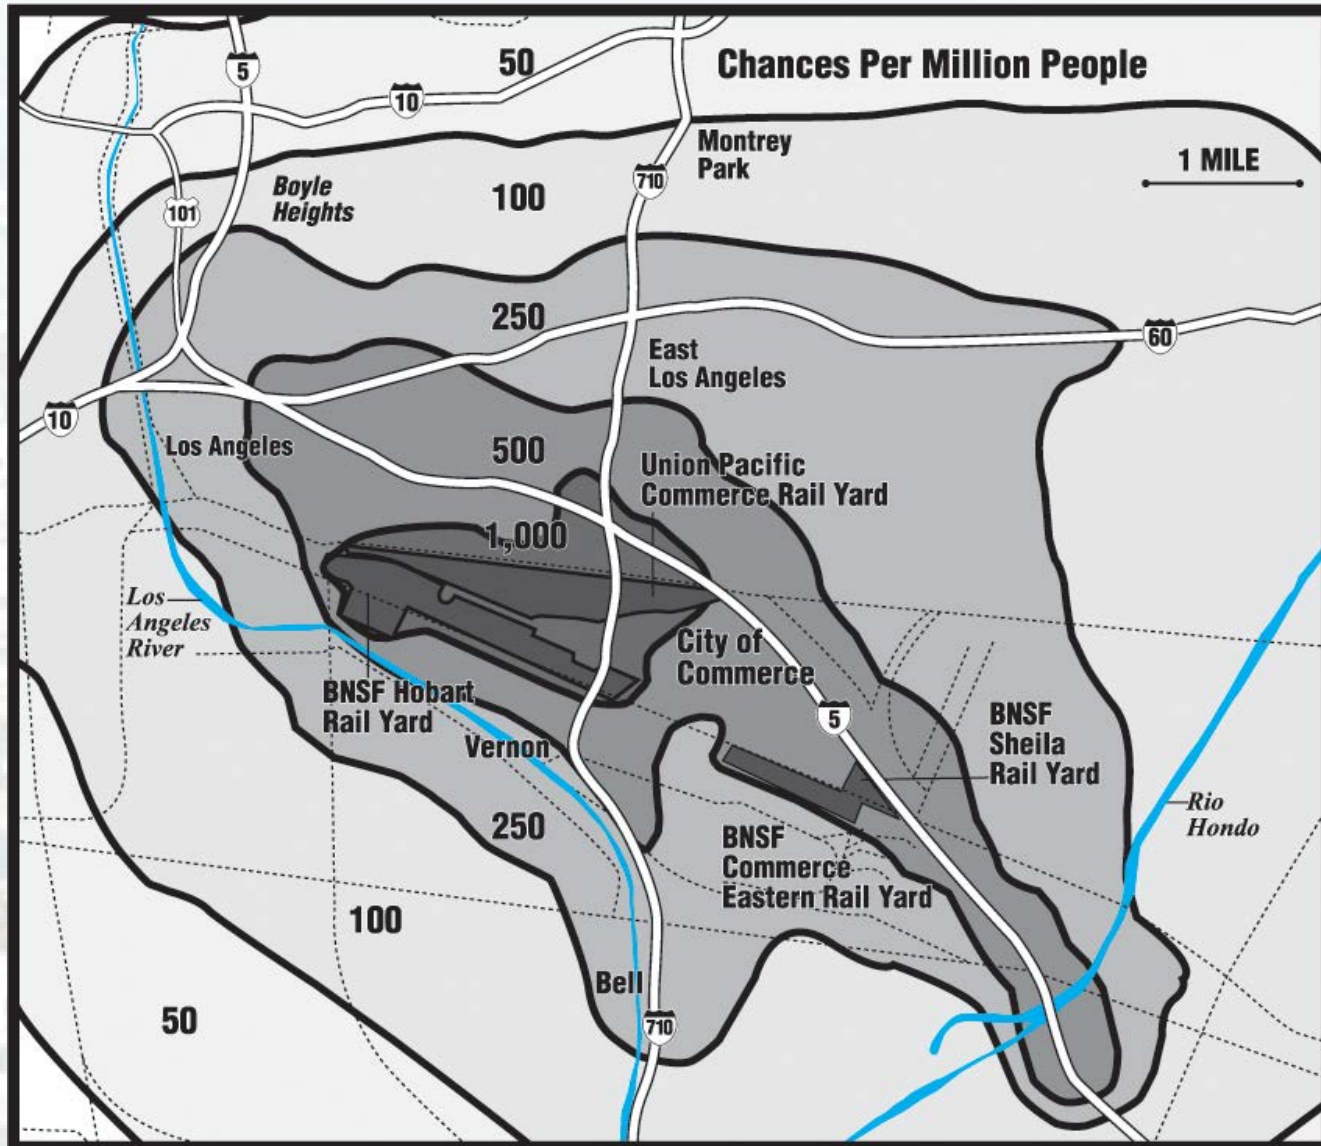 Chances Per Million People
50
5
10
Montrey
Park
1 MILE
710
Boyle
Heights
100
101
250
60
East
Los Angeles
10
Los Angeles
500
Union Pacific
Commerce Rail Yard
1,000
Los
Angeles
River
City of
Commerce
BNSF Hobart
Rail Yard
5
BNSF
Sheila
Rail Yard
Vernon
Rio
Hondo
250
BNSF
Commerce
Eastern Rail Yard
100
Bell
50
710